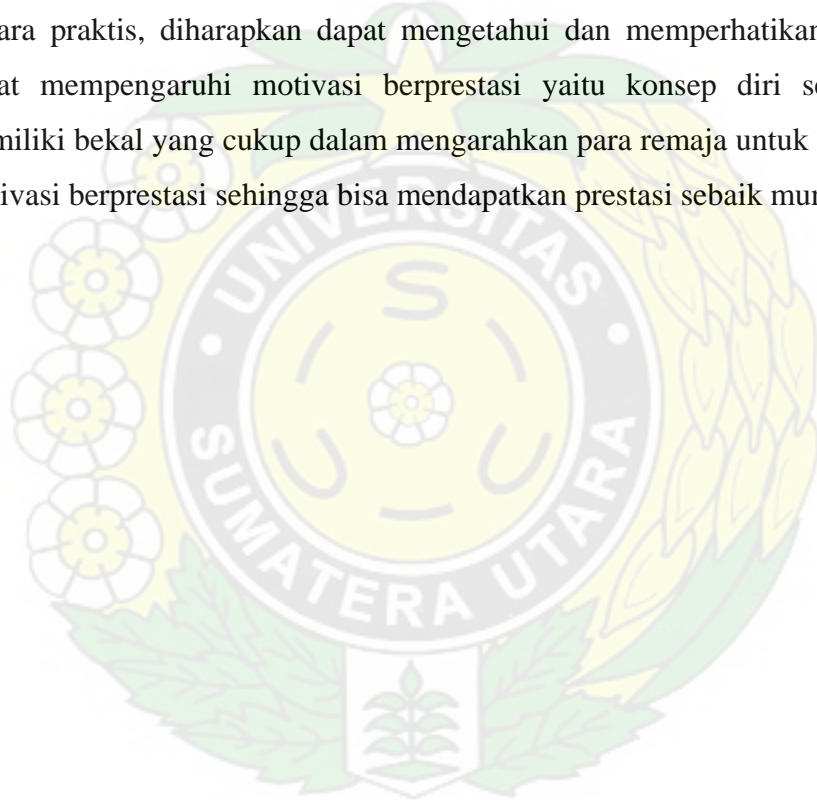 ara praktis, diharapkan dapat mengetahui dan memperhatikan
at mempengaruhi motivasi berprestasi yaitu konsep diri se
miliki bekal yang cukup dalam mengarahkan para remaja untuk
ivasi berprestasi sehingga bisa mendapatkan prestasi sebaik mu
UNIVERSITAS
SUMATERA UTARA
U S U